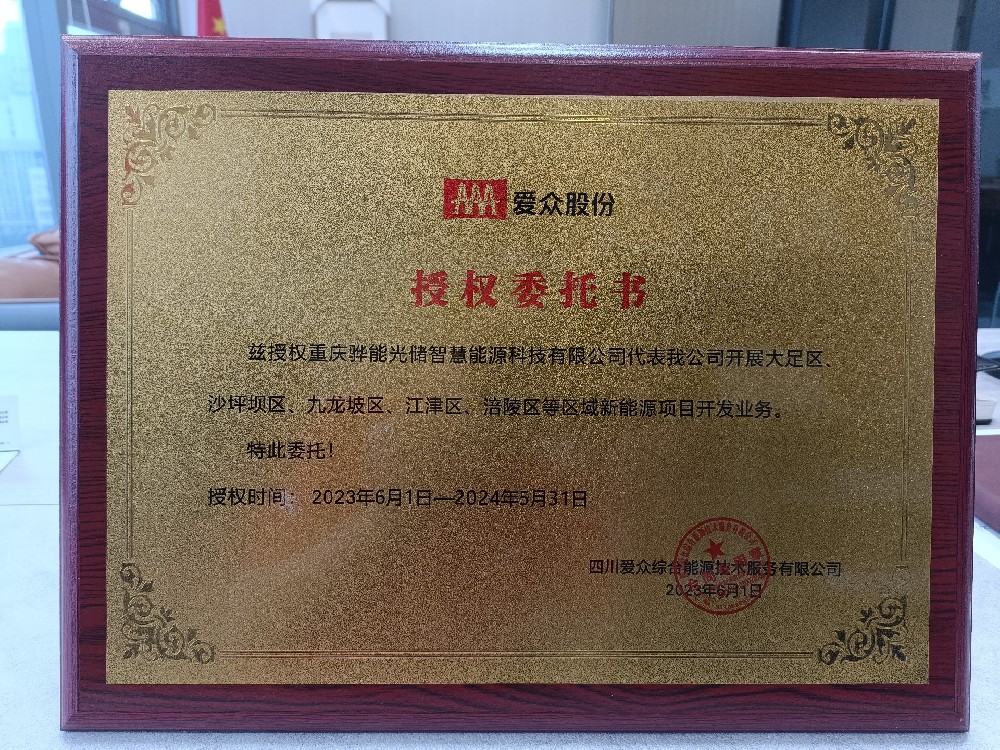 爱众股份
授权委托书
兹授权重庆骅能光储智慧能源科技有限公司代表我公司开展大足区、
沙坪坝区、九龙坡区、江津区、涪陵区等区域新能源项目开发业务。
特此委托!
授权时间: 2023年6月1日—2024年5月31日
四川爱众综合能源技术服务有限公司
2023年6月1日